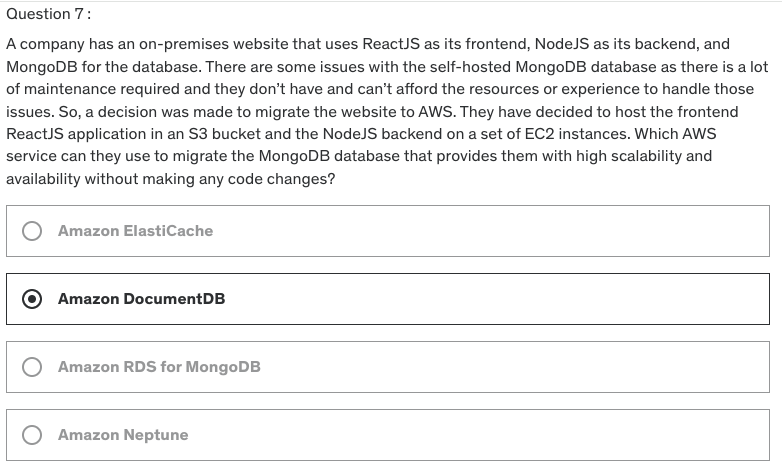 Question 7 :
A company has an on-premises website that uses ReactJS as its frontend, NodeJS as its backend, and
MongoDB for the database. There are some issues with the self-hosted MongoDB database as there is a lot
of maintenance required and they don’t have and can’t afford the resources or experience to handle those
issues. So, a decision was made to migrate the website to AWS. They have decided to host the frontend
ReactJS application in an S3 bucket and the NodeJS backend on a set of EC2 instances. Which AWS
service can they use to migrate the MongoDB database that provides them with high scalability and
availability without making any code changes?
Amazon ElastiCache
Amazon DocumentDB
Amazon RDS for MongoDB
Amazon Neptune